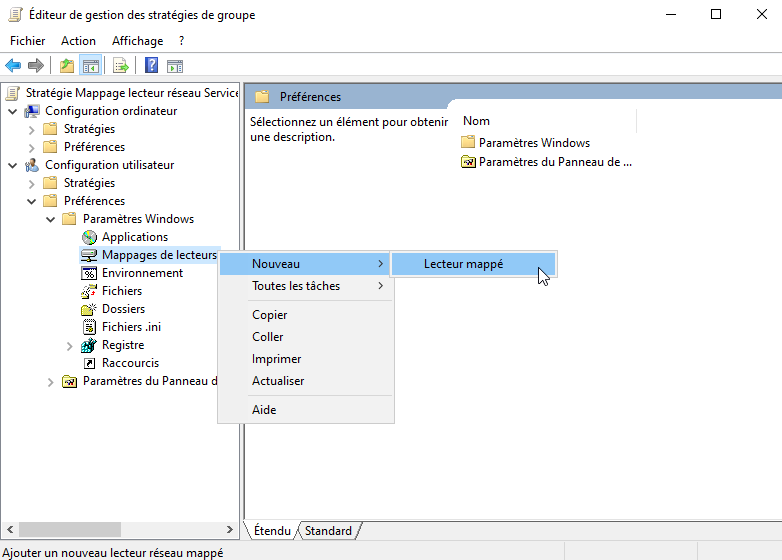 Éditeur de gestion des stratégies de groupe
Fichier Action Affichage ?
Stratégie Mappage lecteur réseau Service
Configuration ordinateur
Stratégies
Préférences
Configuration utilisateur
Stratégies
Préférences
Paramètres Windows
Applications
Mappages de lecteurs
Environnement
Fichiers
Dossiers
Fichiers .ini
Registre
Raccourcis
Paramètres du Panneau d
Préférences
Sélectionnez un élément pour obtenir
une description.
Nom
Paramètres Windows
Paramètres du Panneau de ...
Nouveau
Toutes les tâches
Copier
Coller
Imprimer
Actualiser
Aide
Lecteur mappé
Étendu Standard
Ajouter un nouveau lecteur réseau mappé